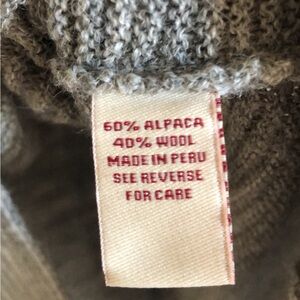 60% ALPACA
40% WOOL
MADE IN PERU
SEE REVERSE
FOR CARE